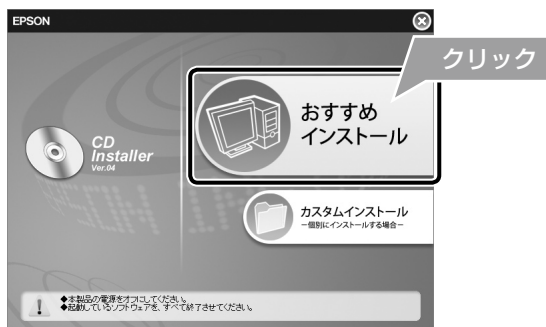 EPSON
クリック
おすすめ
インストール
CD
Installer
Ver.04
カスタムインストール
－個別にインストールする場合－
◆本製品の電源をオフにしてください。
◆起動しているソフトウェアを、すべて終了させてください。